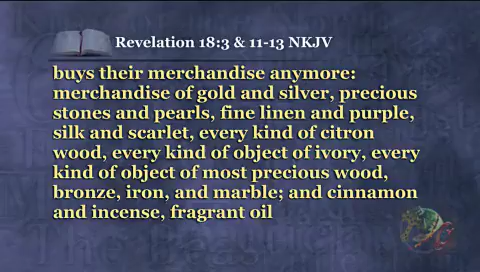 Revelation 18:3 & 11-13 NKJV
buys their merchandise anymore:
merchandise of gold and silver, precious
stones and pearls, fine linen and purple,
silk and scarlet, every kind of citron
wood, every kind of object of ivory, every
kind of object of most precious wood,
bronze, iron, and marble; and cinnamon
and incense, fragrant oil